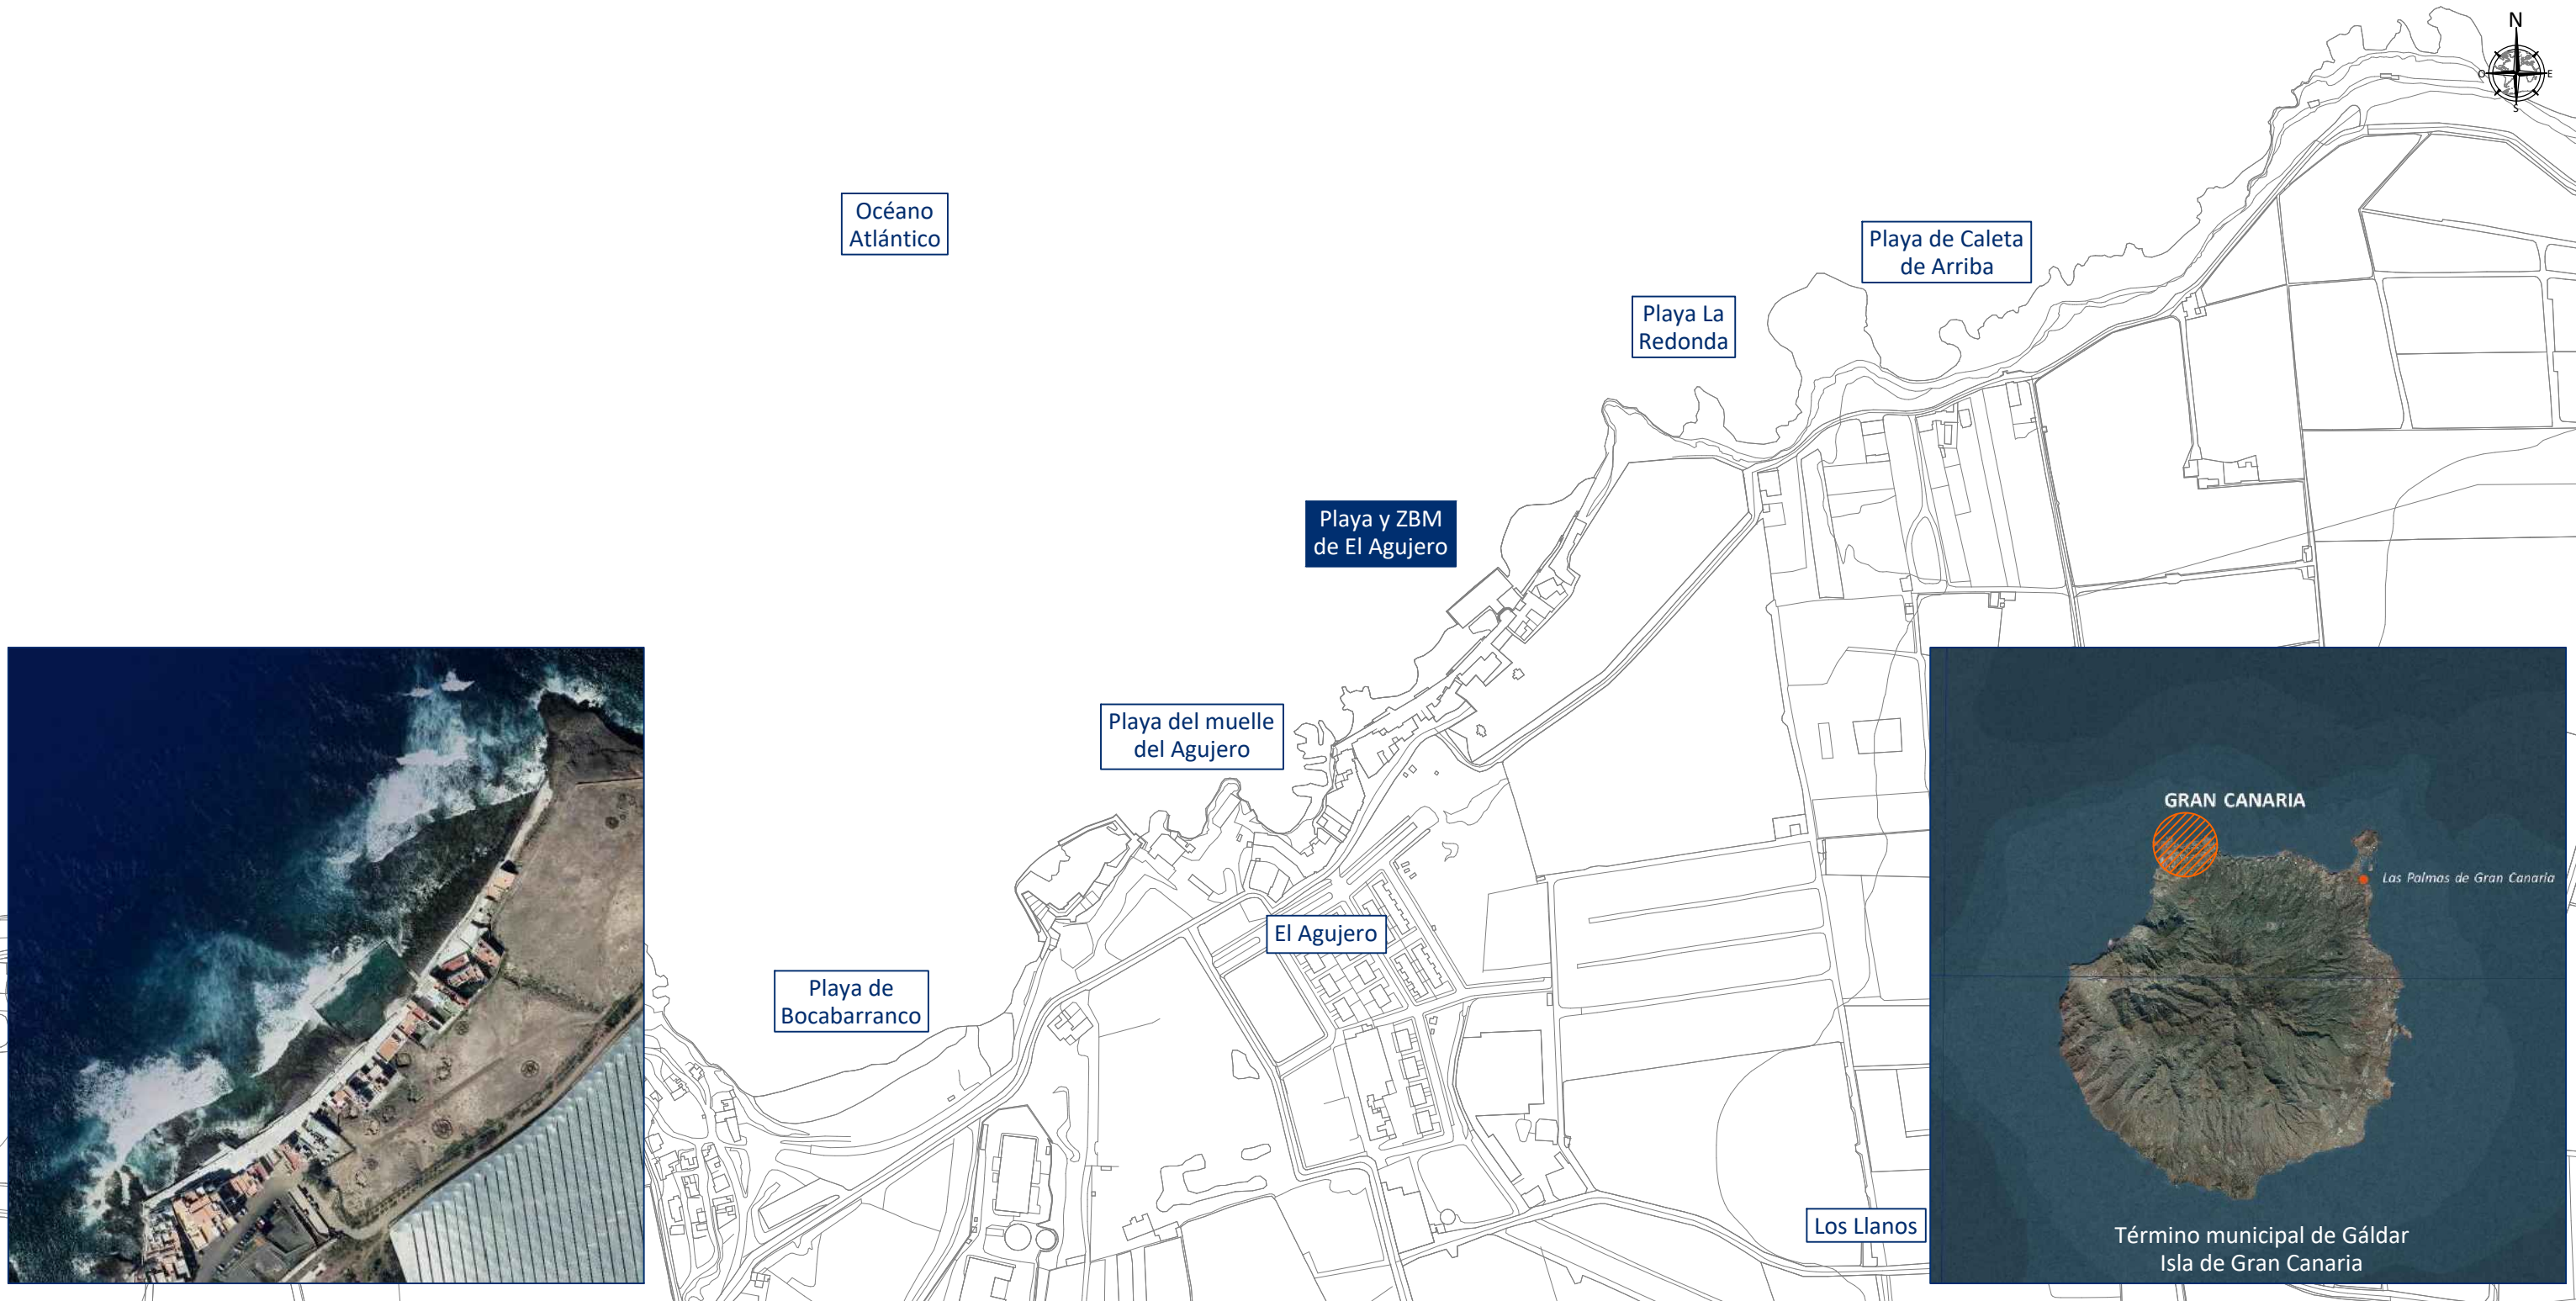 N
O
E
S
Océano
Atlántico
Playa de Caleta
de Arriba
Playa La
Redonda
Playa y ZBM
de El Agujero
Playa del muelle
del Agujero
El Agujero
Playa de
Bocabarranco
Los Llanos
GRAN CANARIA
Las Palmas de Gran Canaria
Término municipal de Gáldar
Isla de Gran Canaria